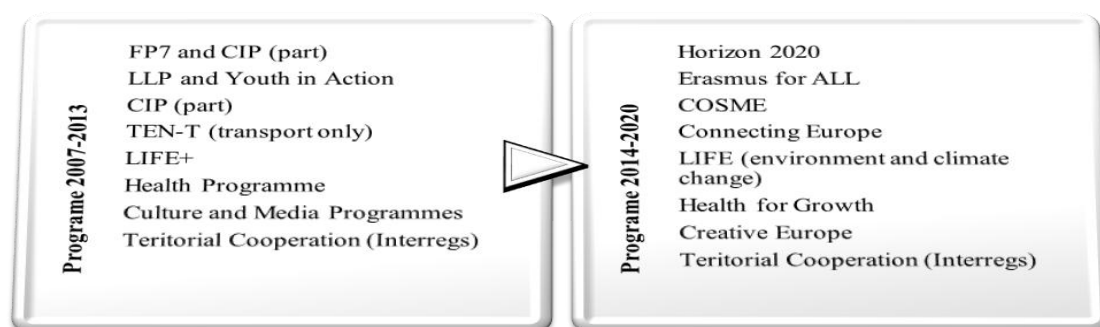 Programe 2007-2013
FP7 and CIP (part)
LLP and Youth in Action
CIP (part)
TEN-T (transport only)
LIFE+
Health Programme
Culture and Media Programmes
Teritorial Cooperation (Interregs)
Programe 2014-2020
Horizon 2020
Erasmus for ALL
COSME
Connecting Europe
LIFE (environment and climate
change)
Health for Growth
Creative Europe
Teritorial Cooperation (Interregs)